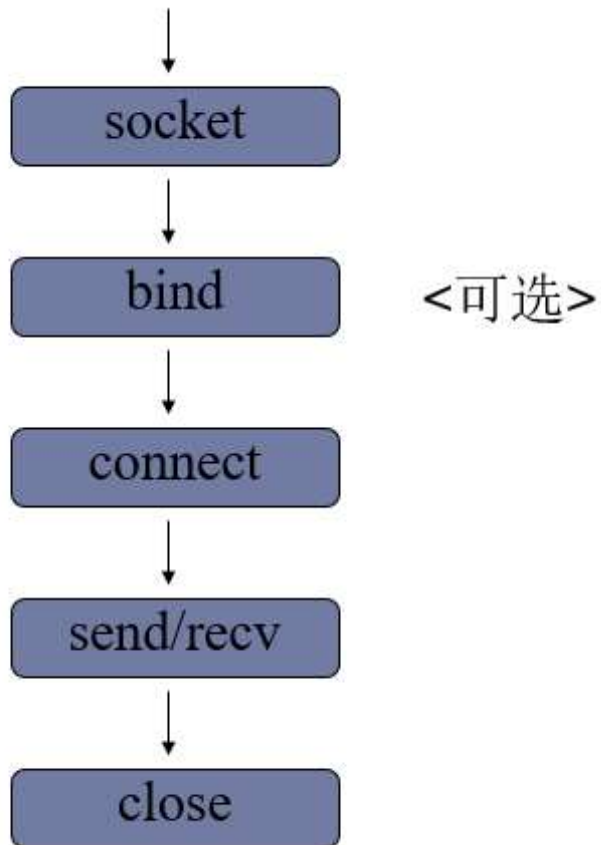 socket
bind <可选>
connect
send/recv
close